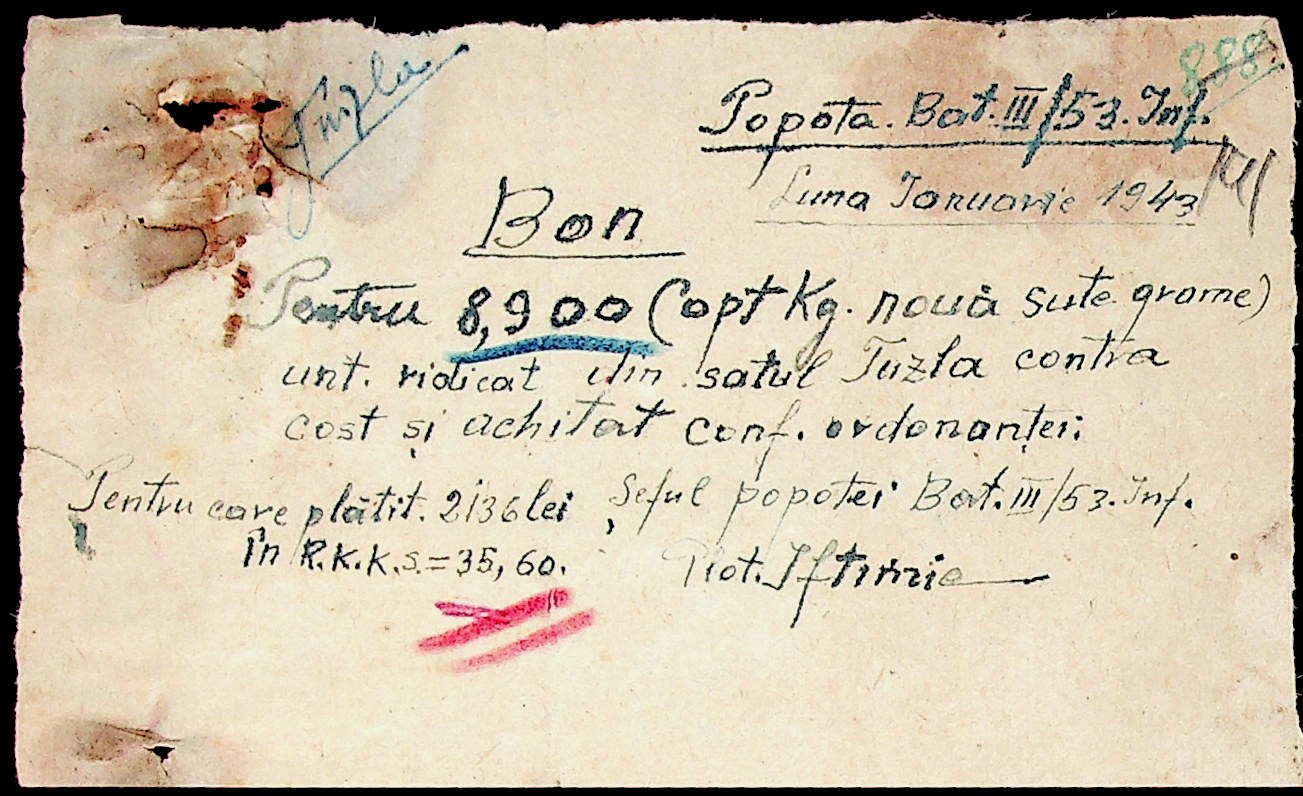 Tuzla.
888
Popota. Bat. III/53. Inf.
Luna Ianuarie 1943
Bon
Pentru 8,900 (opt Kg. nouă sute grame)
unt. ridicat din satul Tuzla contra
cost și achitat conf. ordonanței;
Pentru care plătit. 2136 lei
în R.K.K.s. = 35,60.
Șeful popotei Bat. III/53. Inf.
Plot. Iftimie